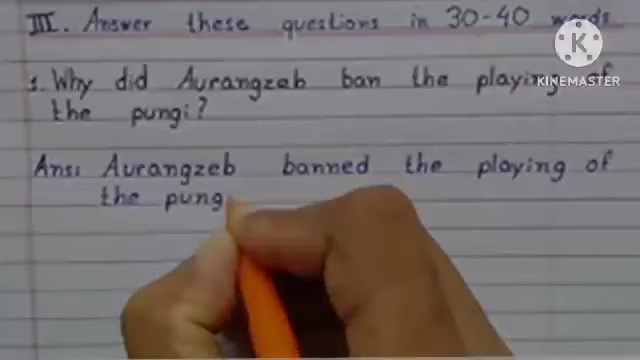 III. Answer these questions in 30-40 words
KINEMASTER
1. Why did Aurangzeb ban the playing of
the pungi?
Ans: Aurangzeb banned the playing of
the pung